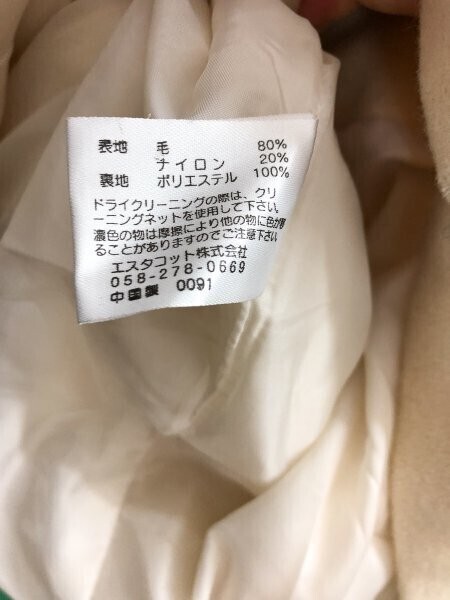 表地 毛 80%
ナイロン 20%
裏地 ポリエステル 100%
ドライクリーニングの際は、クリ
ーニングネットを使用して下さい。
濃色の物は摩擦により他の物に色が移
ることがありますのでご注意下さい
エスタコット株式会社
058-278-0669
中国製 0091